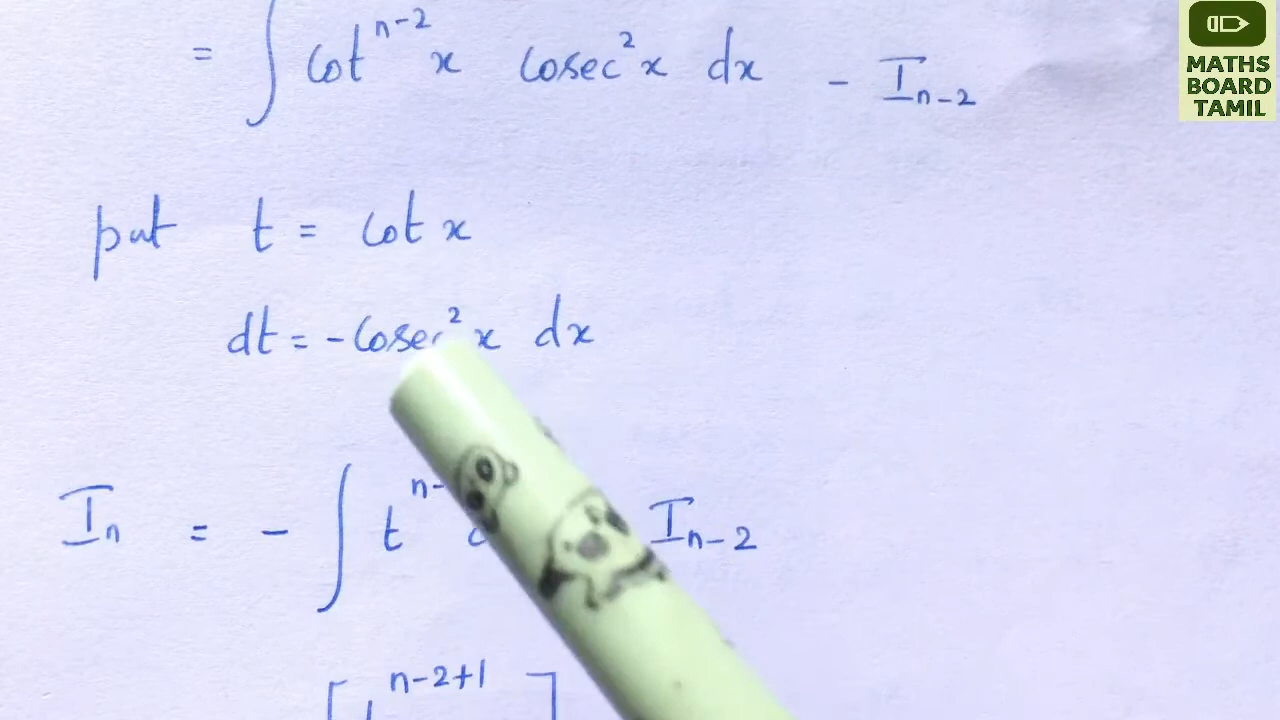 = ∫ cot^{n-2} x cosec² x dx - I_{n-2}
MATHS
BOARD
TAMIL
put t = cot x
dt = - cosec² x dx
I_n = - ∫ t^{n-} I_{n-2}
[ n-2+1 ]